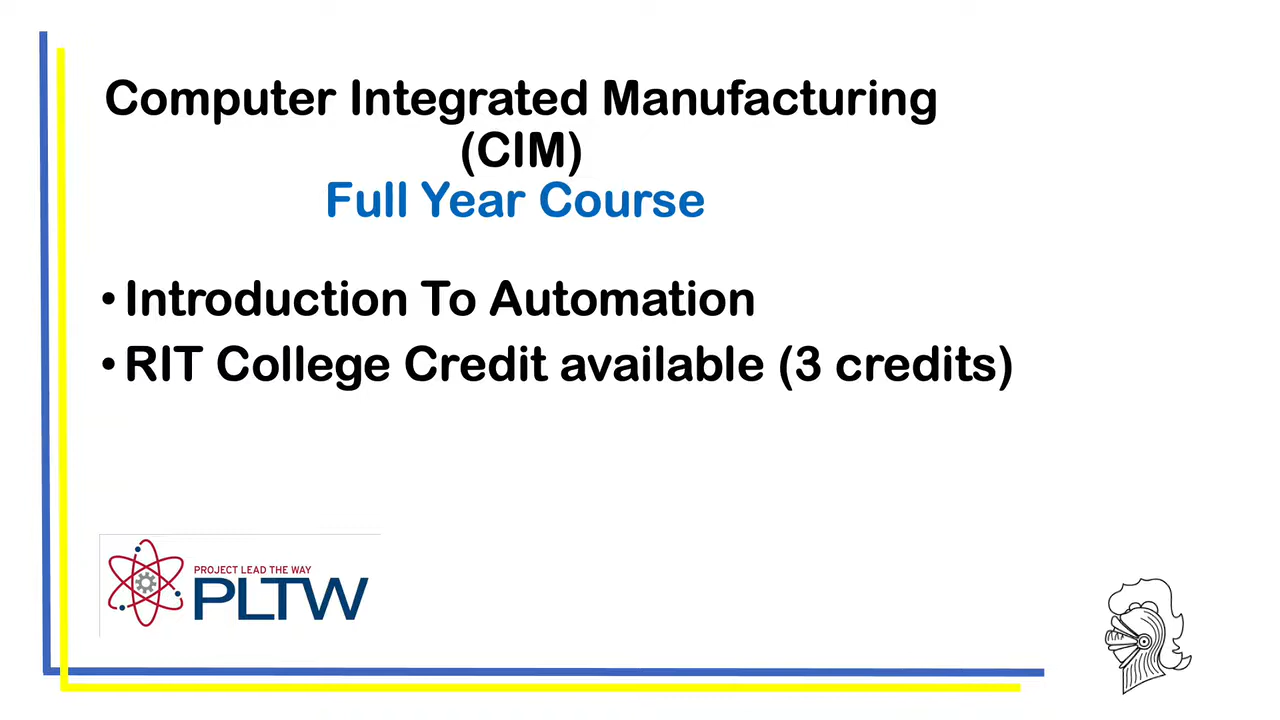 Computer Integrated Manufacturing
(CIM)
Full Year Course
• Introduction To Automation
• RIT College Credit available (3 credits)
PROJECT LEAD THE WAY
PLTW